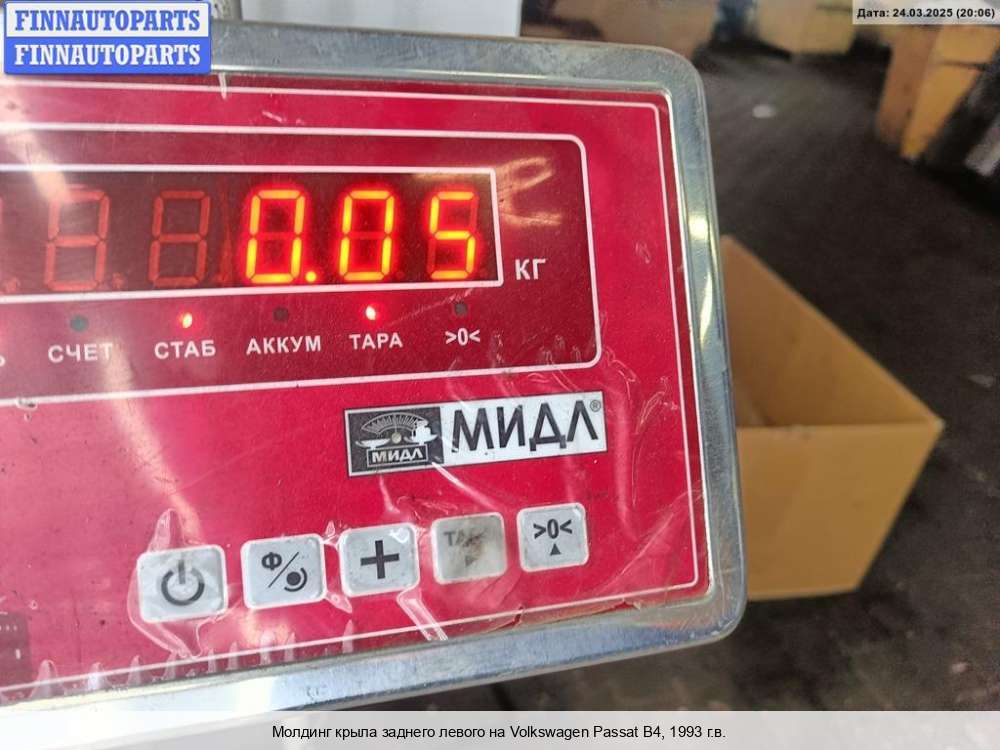 FINNAUTOPARTS
FINNAUTOPARTS
Дата: 24.03.2025 (20:06)
0.05
КГ
СЧЕТ СТАБ АККУМ ТАРА >0<
МИДЛ МИДЛ®
Ф/ + >0<
Молдинг крыла заднего левого на Volkswagen Passat B4, 1993 г.в.